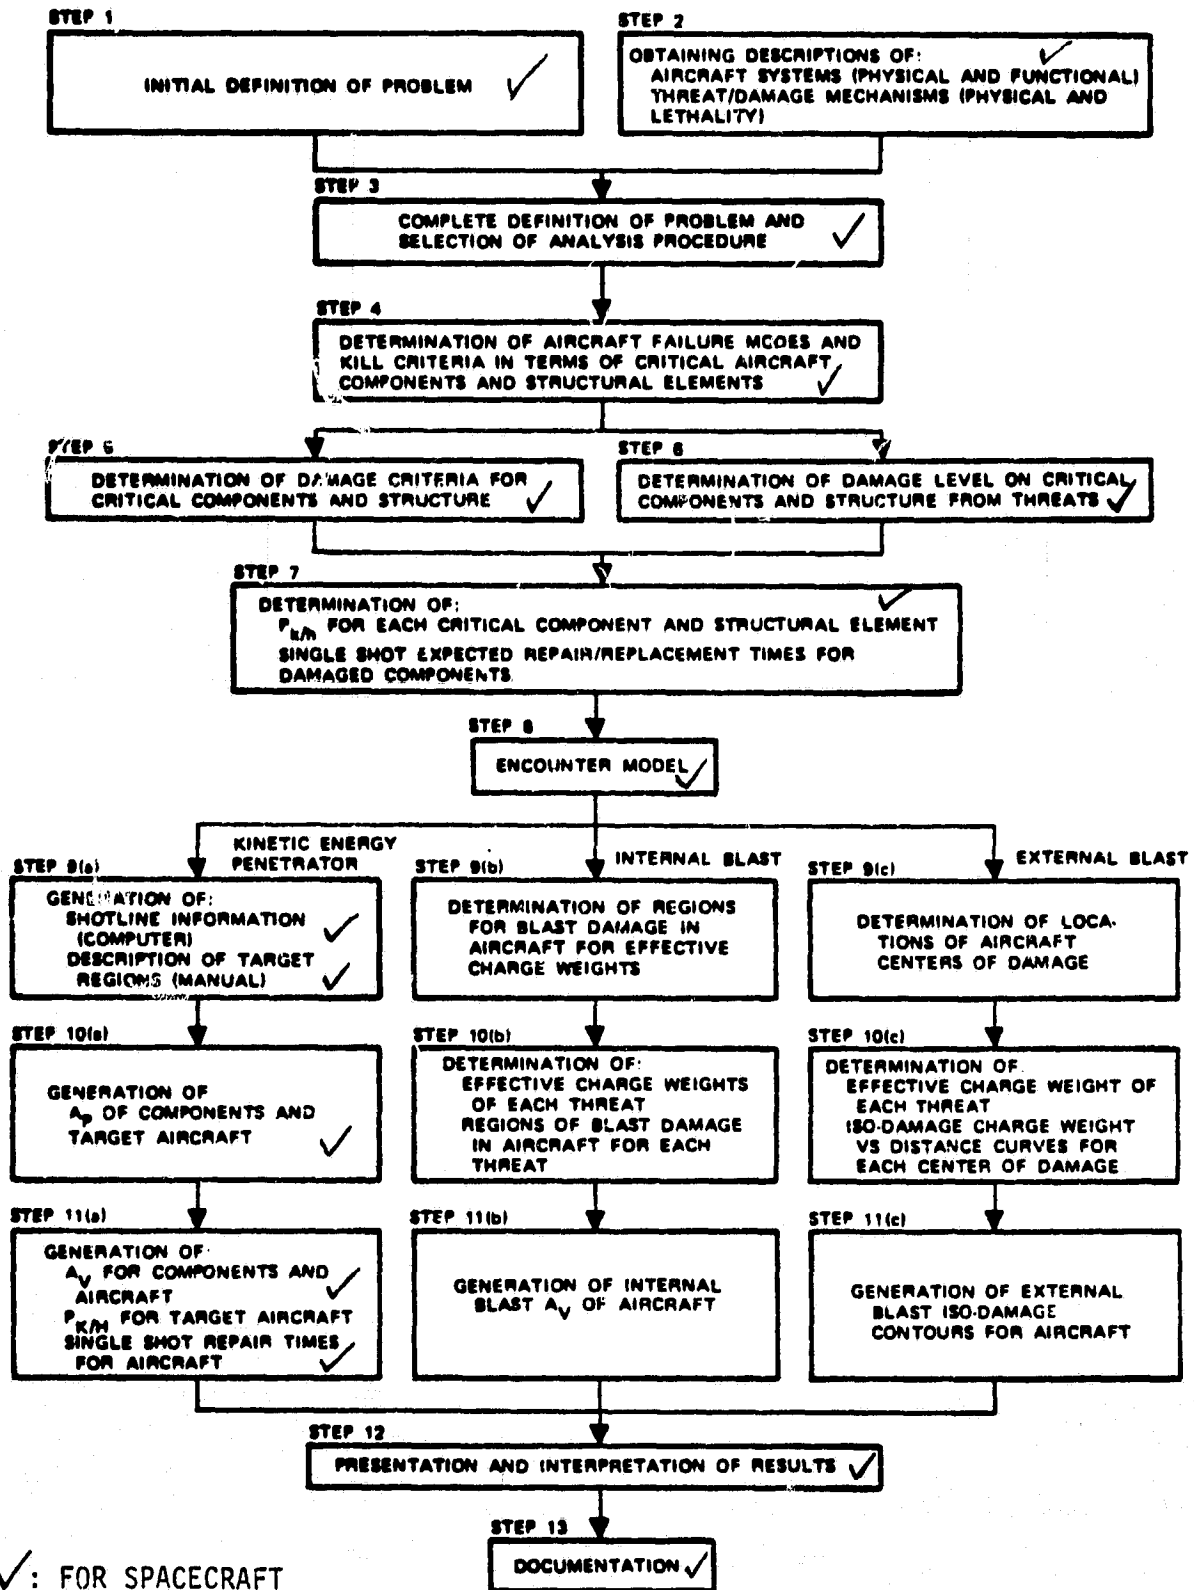 STEP 1
INITIAL DEFINITION OF PROBLEM ✓
STEP 2
OBTAINING DESCRIPTIONS OF: ✓
AIRCRAFT SYSTEMS (PHYSICAL AND FUNCTIONAL)
THREAT/DAMAGE MECHANISMS (PHYSICAL AND
LETHALITY)
STEP 3
COMPLETE DEFINITION OF PROBLEM AND
SELECTION OF ANALYSIS PROCEDURE ✓
STEP 4
DETERMINATION OF AIRCRAFT FAILURE MODES AND
KILL CRITERIA IN TERMS OF CRITICAL AIRCRAFT
COMPONENTS AND STRUCTURAL ELEMENTS ✓
STEP 5
DETERMINATION OF DAMAGE CRITERIA FOR
CRITICAL COMPONENTS AND STRUCTURE ✓
STEP 6
DETERMINATION OF DAMAGE LEVEL ON CRITICAL
COMPONENTS AND STRUCTURE FROM THREATS ✓
STEP 7
DETERMINATION OF: ✓
P_k/h FOR EACH CRITICAL COMPONENT AND STRUCTURAL ELEMENT
SINGLE SHOT EXPECTED REPAIR/REPLACEMENT TIMES FOR
DAMAGED COMPONENTS
STEP 8
ENCOUNTER MODEL ✓
KINETIC ENERGY
PENETRATOR
STEP 9(a)
GENERATION OF:
SHOTLINE INFORMATION
(COMPUTER) ✓
DESCRIPTION OF TARGET
REGIONS (MANUAL) ✓
INTERNAL BLAST
STEP 9(b)
DETERMINATION OF REGIONS
FOR BLAST DAMAGE IN
AIRCRAFT FOR EFFECTIVE
CHARGE WEIGHTS
EXTERNAL BLAST
STEP 9(c)
DETERMINATION OF LOCA-
TIONS OF AIRCRAFT
CENTERS OF DAMAGE
STEP 10(a)
GENERATION OF
A_p OF COMPONENTS AND
TARGET AIRCRAFT ✓
STEP 10(b)
DETERMINATION OF:
EFFECTIVE CHARGE WEIGHTS
OF EACH THREAT
REGIONS OF BLAST DAMAGE
IN AIRCRAFT FOR EACH
THREAT
STEP 10(c)
DETERMINATION OF
EFFECTIVE CHARGE WEIGHT OF
EACH THREAT
ISO-DAMAGE CHARGE WEIGHT
VS DISTANCE CURVES FOR
EACH CENTER OF DAMAGE
STEP 11(a)
GENERATION OF:
A_V FOR COMPONENTS AND
AIRCRAFT ✓
P_K/H FOR TARGET AIRCRAFT
SINGLE SHOT REPAIR TIMES
FOR AIRCRAFT ✓
STEP 11(b)
GENERATION OF INTERNAL
BLAST A_V OF AIRCRAFT
STEP 11(c)
GENERATION OF EXTERNAL
BLAST ISO-DAMAGE
CONTOURS FOR AIRCRAFT
STEP 12
PRESENTATION AND INTERPRETATION OF RESULTS ✓
STEP 13
DOCUMENTATION ✓
✓: FOR SPACECRAFT